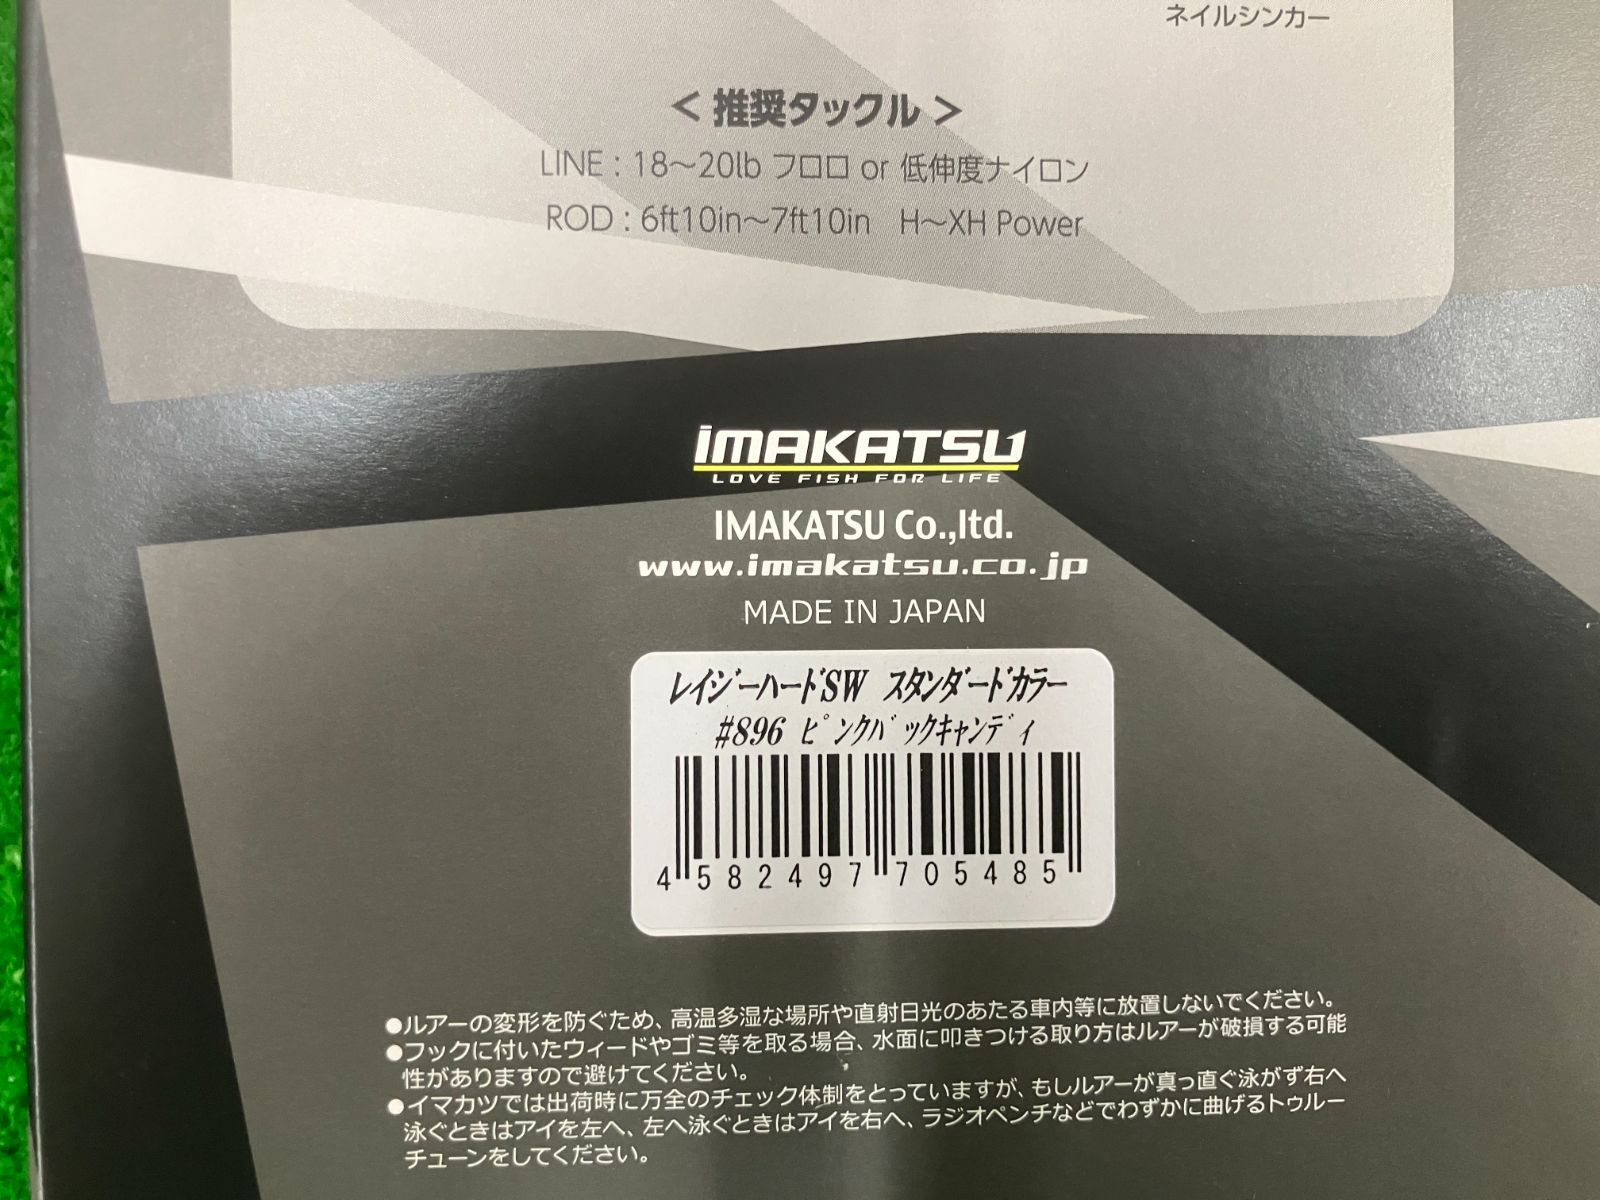 ネイルシンカー
＜ 推奨タックル ＞
LINE : 18〜20lb フロロ or 低伸度ナイロン
ROD : 6ft10in〜7ft10in H〜XH Power
IMAKATSU
LOVE FISH FOR LIFE
IMAKATSU Co.,ltd.
www.imakatsu.co.jp
MADE IN JAPAN
レイジーハードSW スタンダードカラー
#896 ピンクバックキャンディ
4 582497 705485
●ルアーの変形を防ぐため、高温多湿な場所や直射日光のあたる車内等に放置しないでください。
●フックに付いたウィードやゴミ等を取る場合、水面に叩きつける取り方はルアーが破損する可能
性がありますので避けてください。
●イマカツでは出荷時に万全のチェック体制をとっていますが、もしルアーが真っ直ぐ泳がず右へ
泳ぐときはアイを左へ、左へ泳ぐときはアイを右へ、ラジオペンチなどでわずかに曲げるトゥルー
チューンをしてください。